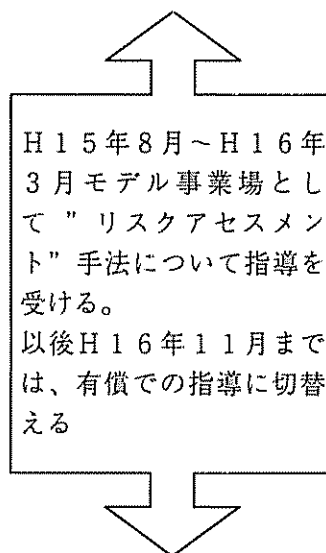 Ｈ１５年８月～Ｈ１６年
３月モデル事業場とし
て”リスクアセスメン
ト”手法について指導を
受ける。
以後Ｈ１６年１１月まで
は、有償での指導に切替
える